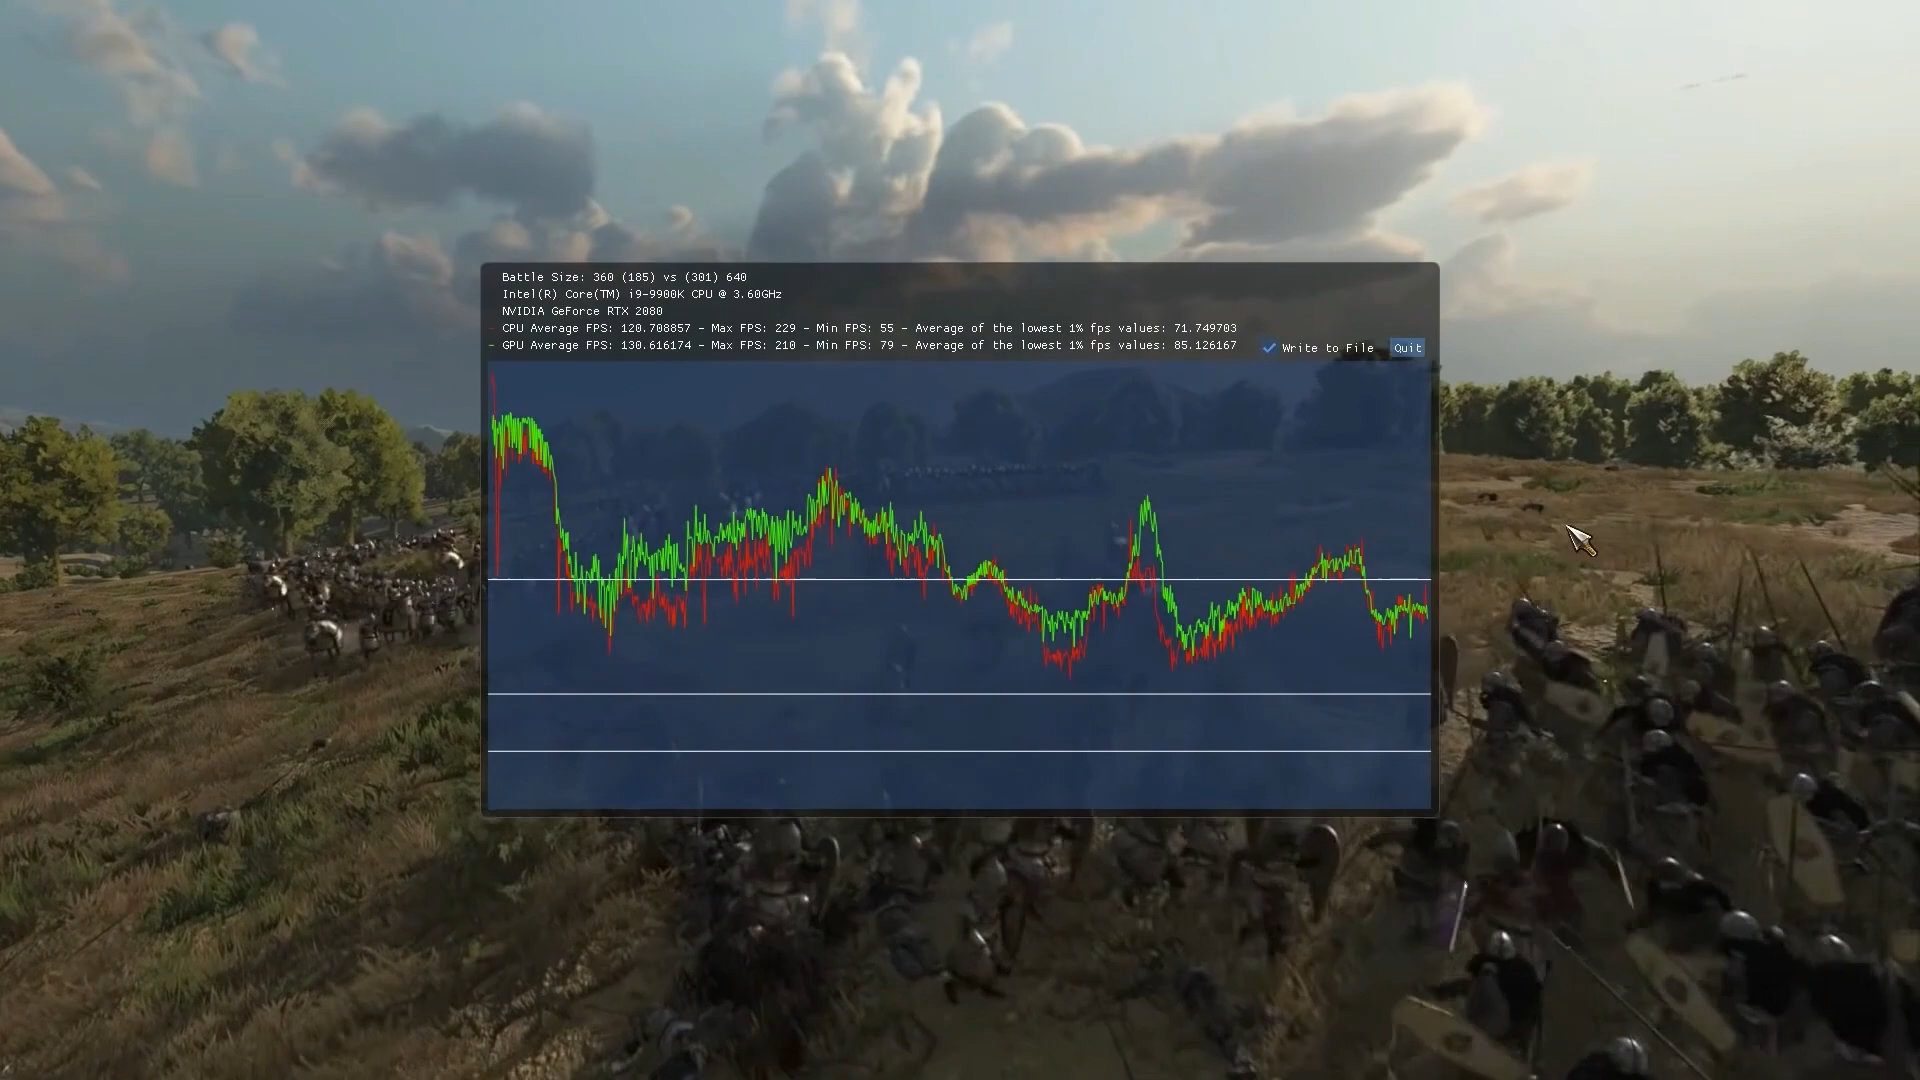 Battle Size: 360 (185) vs (301) 640
Intel(R) Core(TM) i9-9900K CPU @ 3.60GHz
NVIDIA GeForce RTX 2080
- CPU Average FPS: 120.708857 - Max FPS: 229 - Min FPS: 55 - Average of the lowest 1% fps values: 71.749703
- GPU Average FPS: 130.616174 - Max FPS: 210 - Min FPS: 79 - Average of the lowest 1% fps values: 85.126167
Write to File Quit